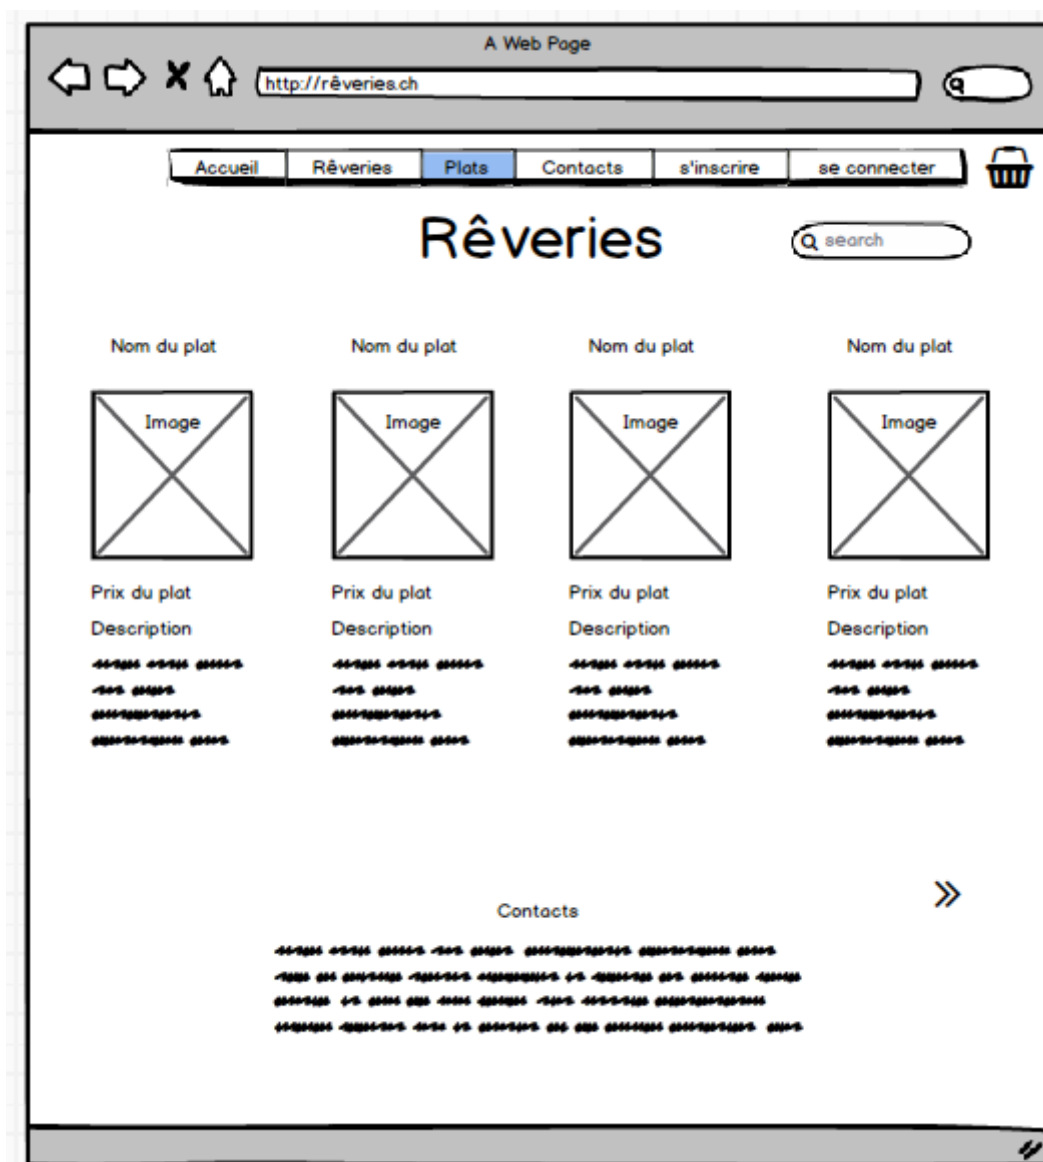 A Web Page
http://rêveries.ch
Accueil Rêveries Plats Contacts s'inscrire se connecter
Rêveries
search
Nom du plat Nom du plat Nom du plat Nom du plat
Image Image Image Image
Prix du plat Prix du plat Prix du plat Prix du plat
Description Description Description Description
Contacts